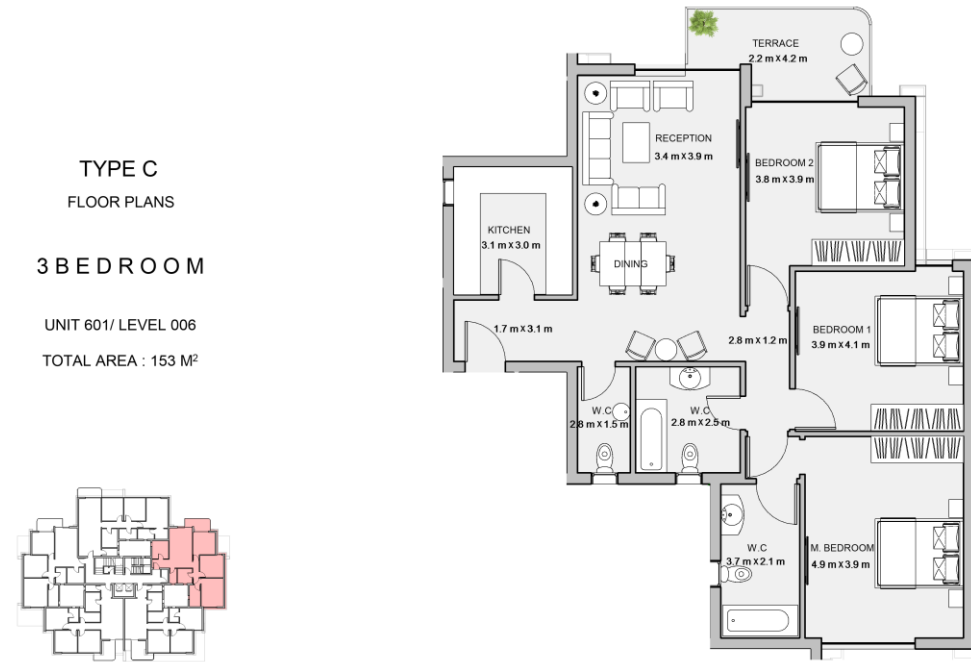 TYPE C
FLOOR PLANS
3 BEDROOM
UNIT 601/ LEVEL 006
TOTAL AREA : 153 M²
TERRACE
2.2 m X 4.2 m
RECEPTION
3.4 m X 3.9 m
BEDROOM 2
3.8 m X 3.9 m
KITCHEN
3.1 m X 3.0 m
DINING
1.7 m X 3.1 m
2.8 m X 1.2 m
BEDROOM 1
3.9 m X 4.1 m
W.C
2.8 m X 1.5 m
W.C
2.8 m X 2.5 m
W.C
3.7 m X 2.1 m
M. BEDROOM
4.9 m X 3.9 m